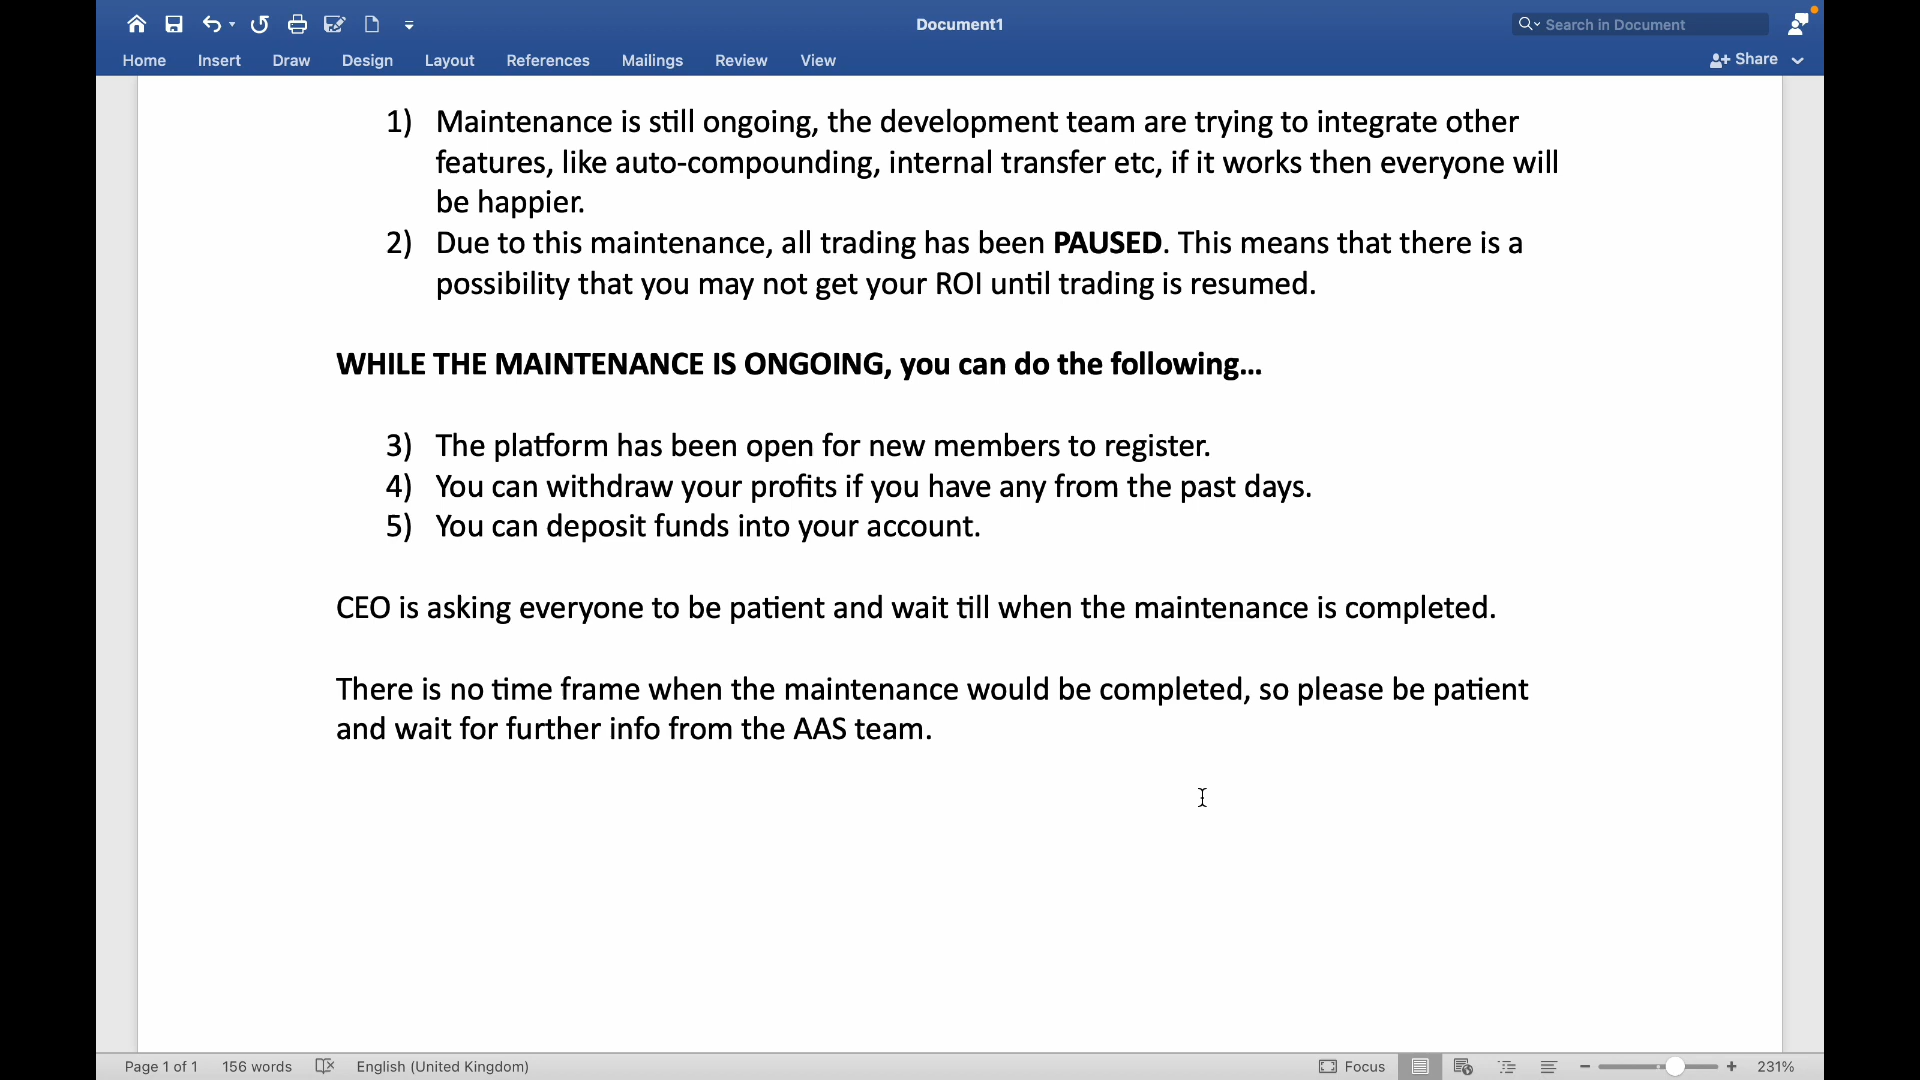 Document1
Search in Document
Home Insert Draw Design Layout References Mailings Review View Share
1) Maintenance is still ongoing, the development team are trying to integrate other
features, like auto-compounding, internal transfer etc, if it works then everyone will
be happier.
2) Due to this maintenance, all trading has been PAUSED. This means that there is a
possibility that you may not get your ROI until trading is resumed.
WHILE THE MAINTENANCE IS ONGOING, you can do the following...
3) The platform has been open for new members to register.
4) You can withdraw your profits if you have any from the past days.
5) You can deposit funds into your account.
CEO is asking everyone to be patient and wait till when the maintenance is completed.
There is no time frame when the maintenance would be completed, so please be patient
and wait for further info from the AAS team.
Page 1 of 1 156 words English (United Kingdom) Focus 231%